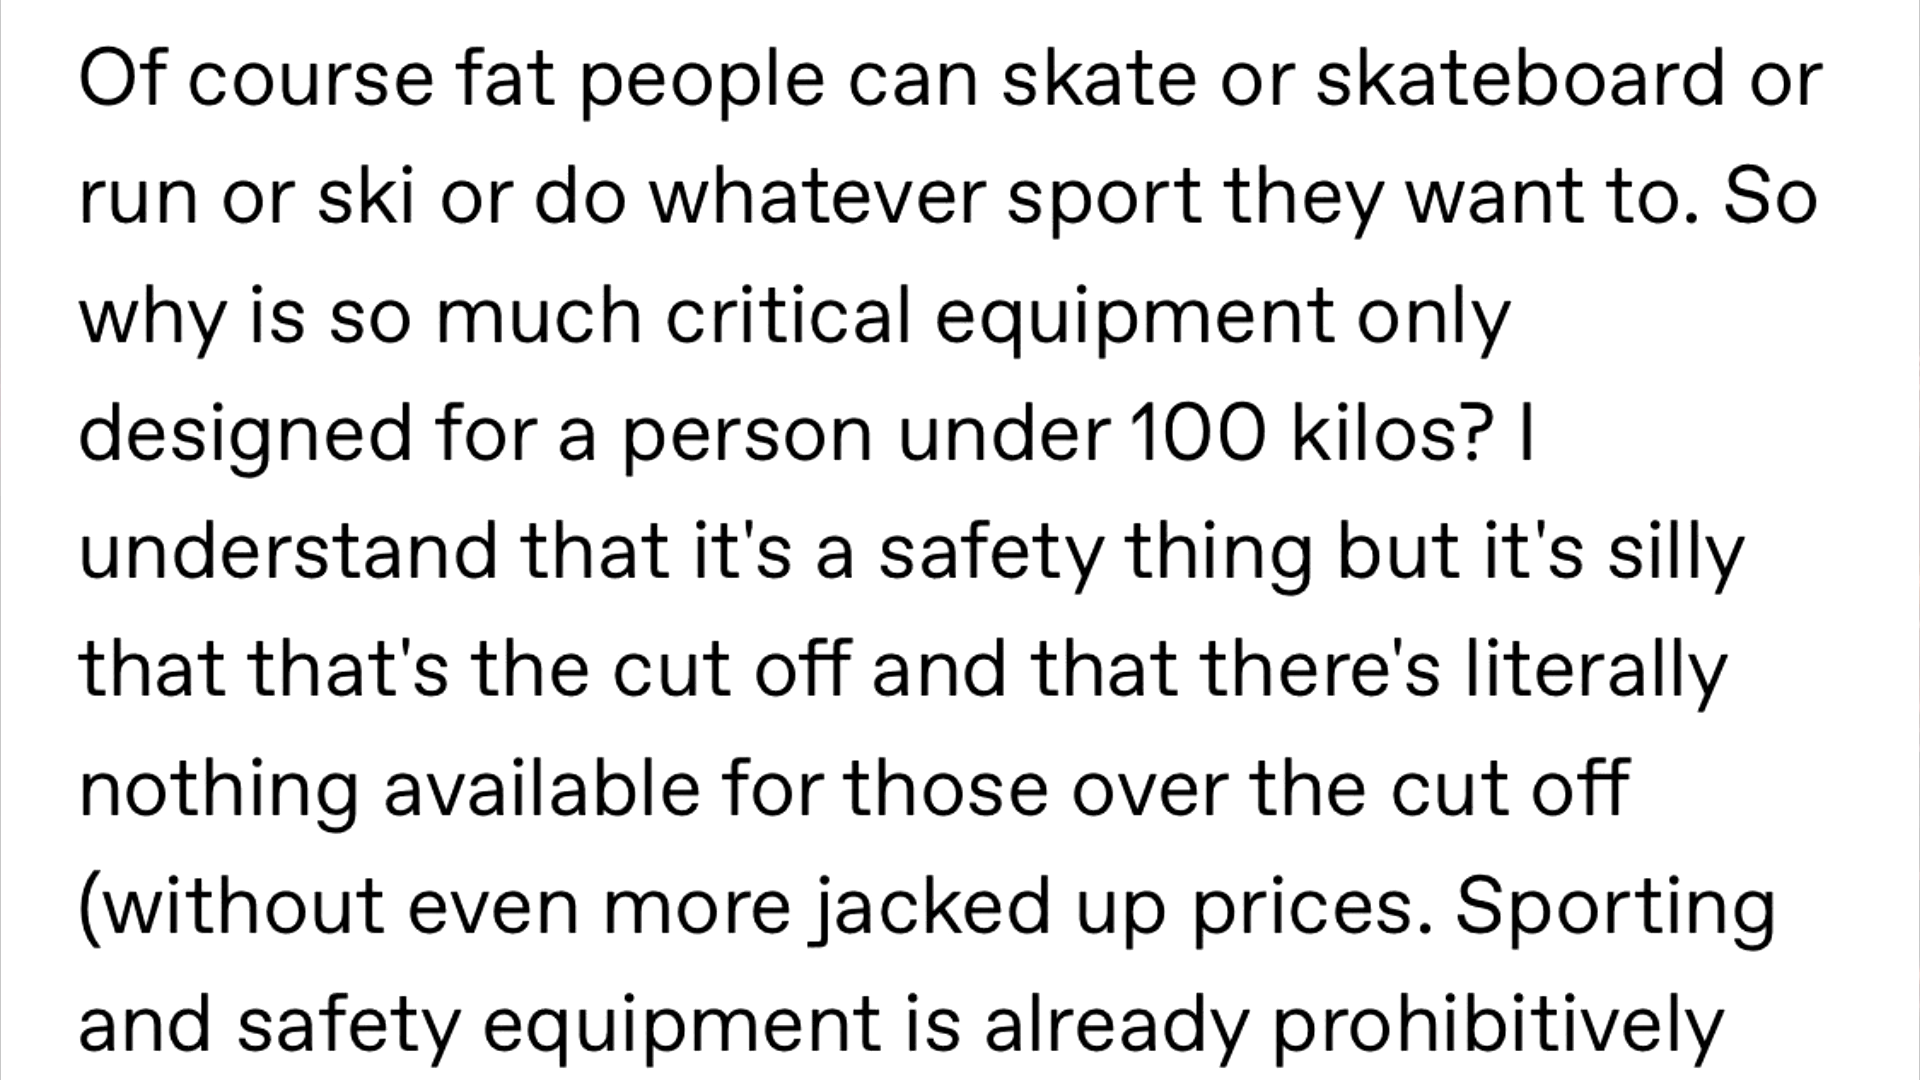 Of course fat people can skate or skateboard or
run or ski or do whatever sport they want to. So
why is so much critical equipment only
designed for a person under 100 kilos? I
understand that it's a safety thing but it's silly
that that's the cut off and that there's literally
nothing available for those over the cut off
(without even more jacked up prices. Sporting
and safety equipment is already prohibitively